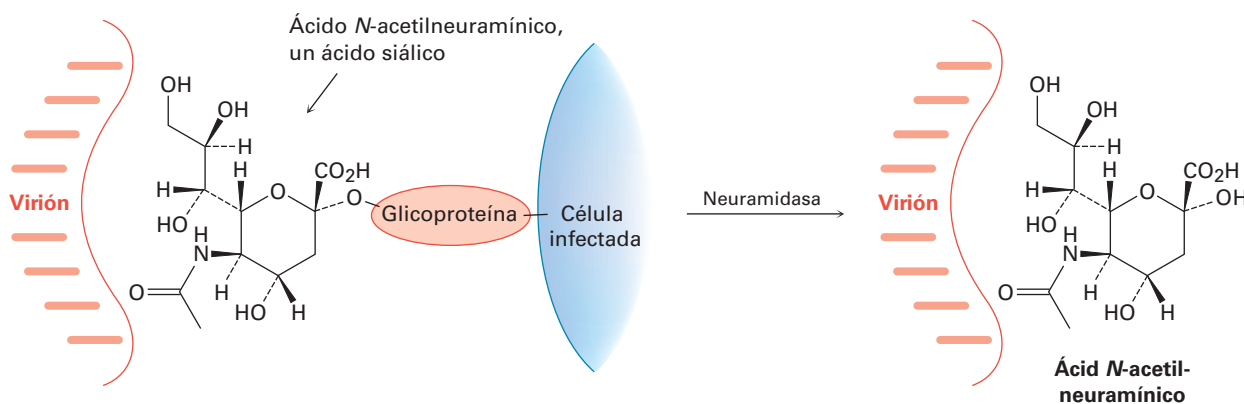 Ácido N-acetilneuramínico,
un ácido siálico
OH
OH
H
H
H
O
CO₂H
O
HO
H
N
H
HO
H
O
Virión
Glicoproteína
Célula
infectada
Neuramidasa
OH
OH
H
H
H
O
CO₂H
OH
HO
H
N
H
HO
H
O
Virión
Ácid N-acetil-
neuramínico